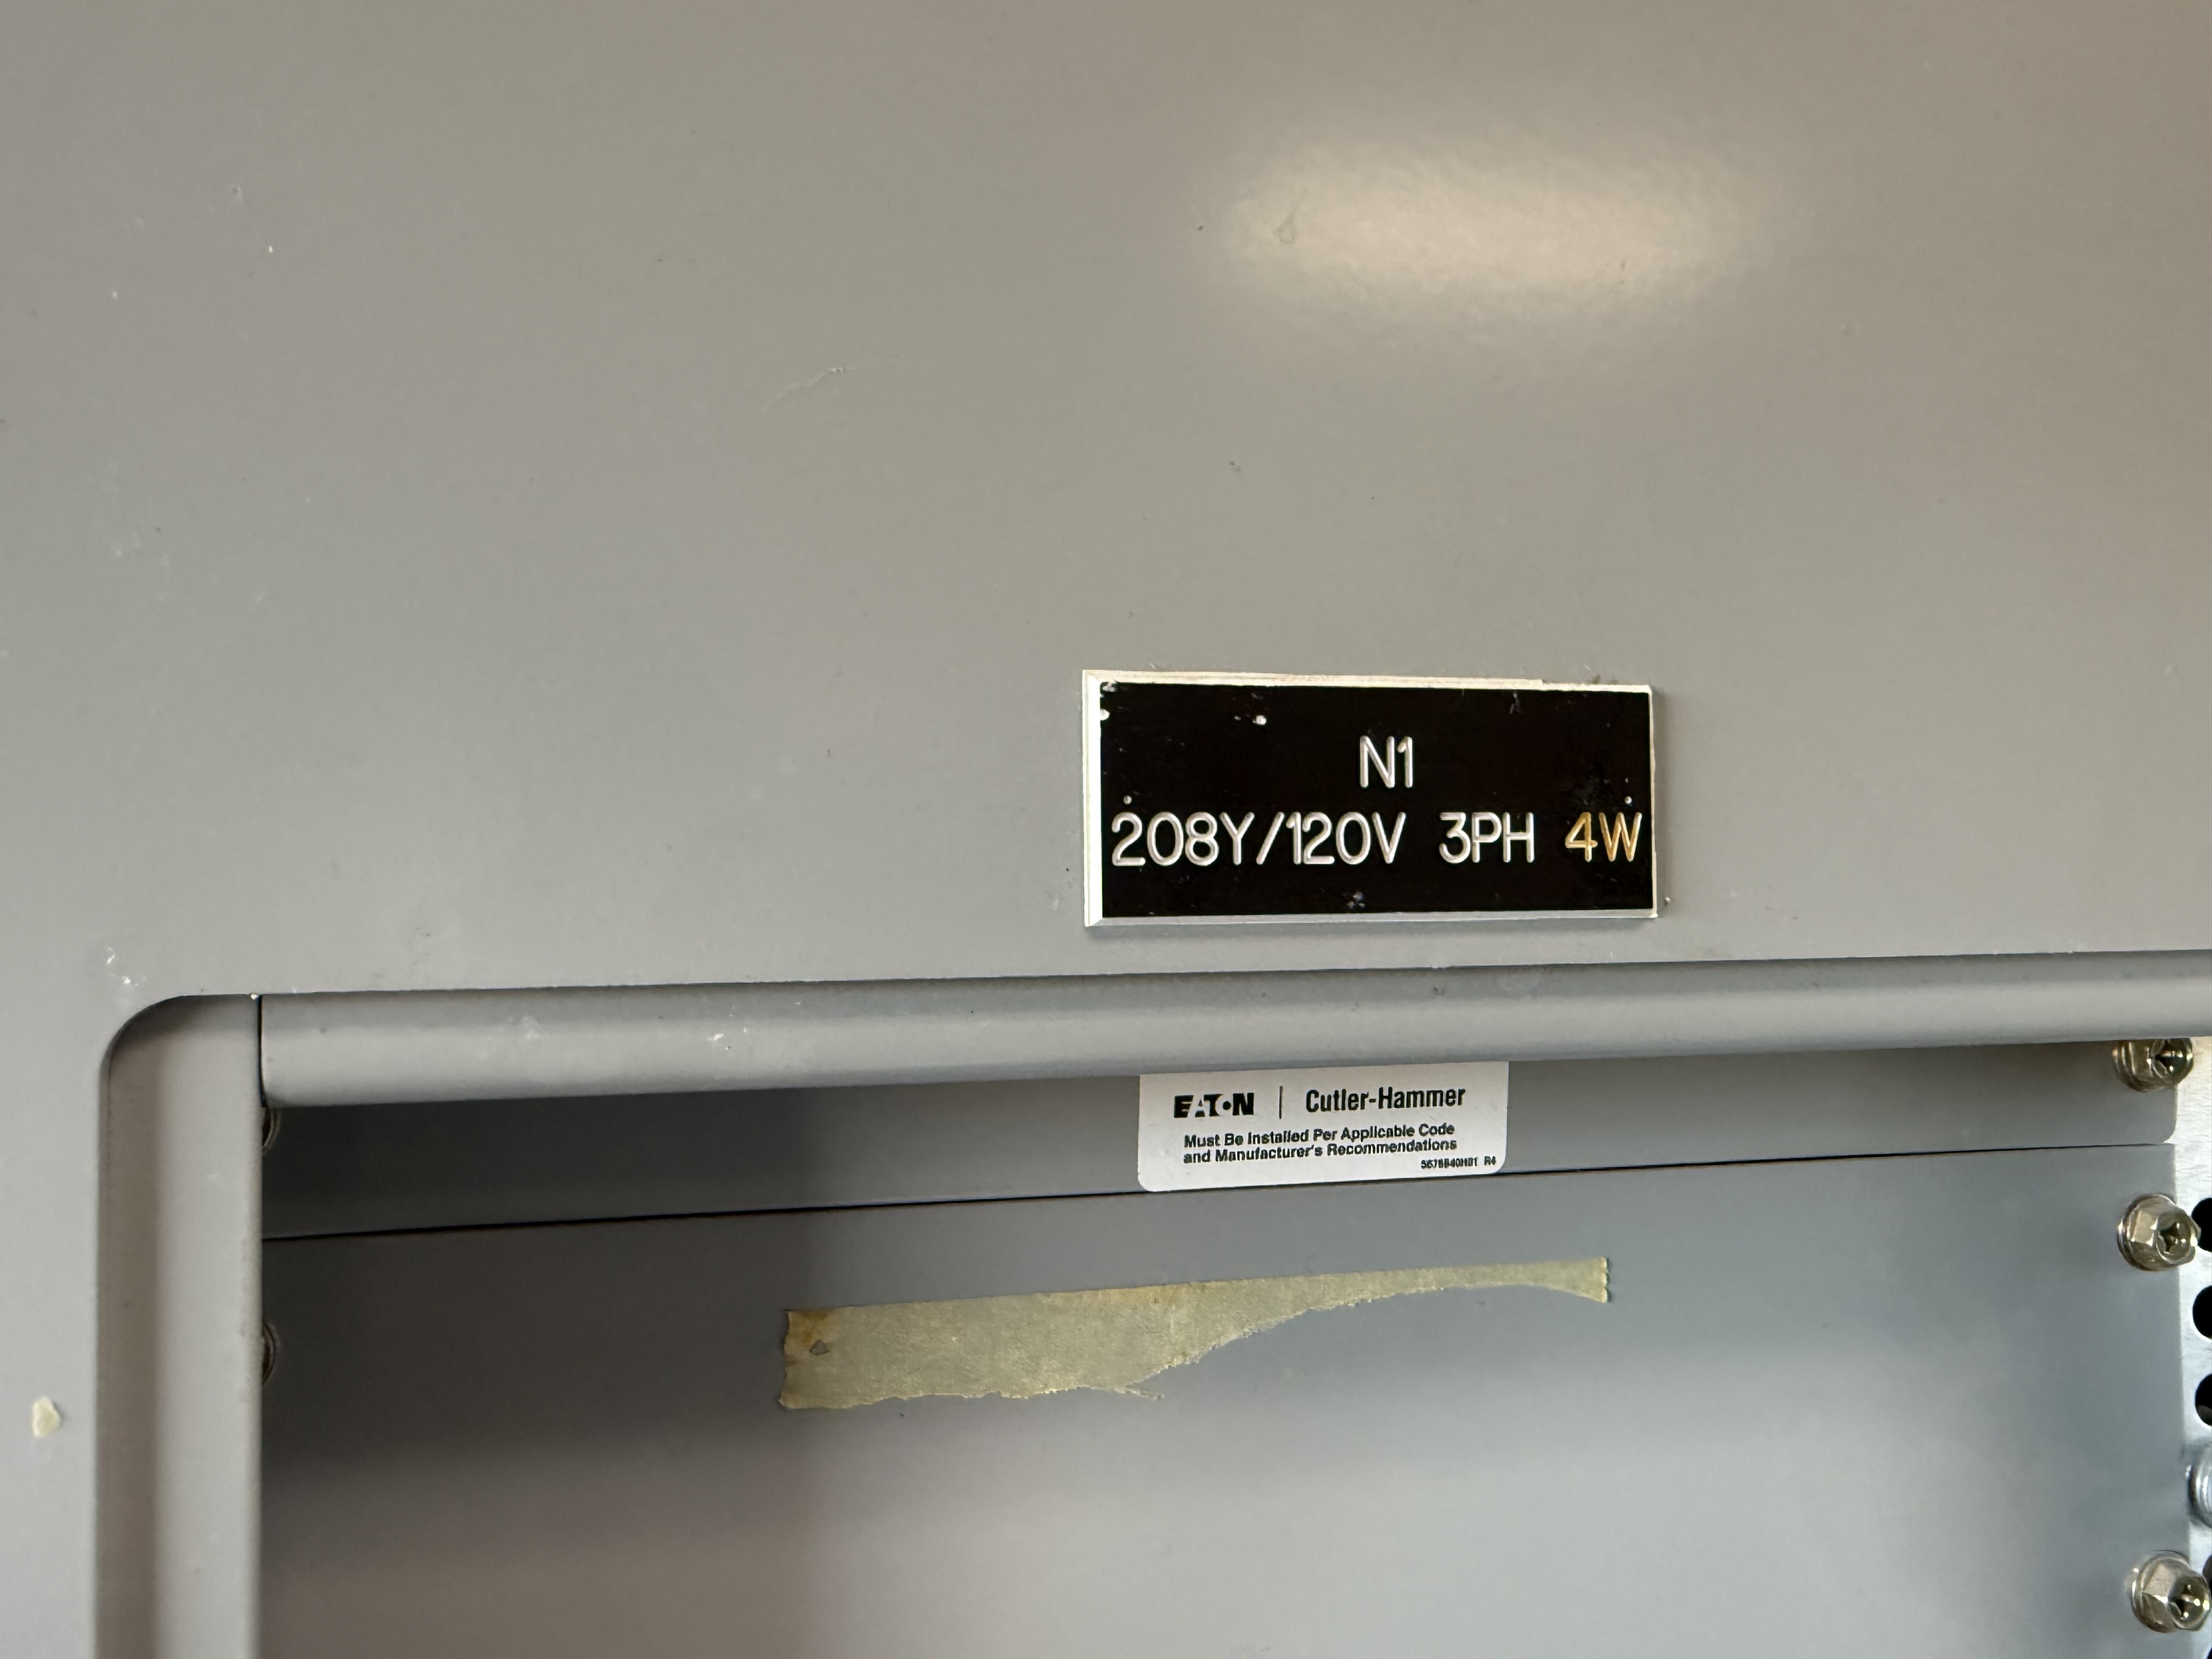 N1
208Y/120V 3PH 4W
EATON | Cutler-Hammer
Must Be Installed Per Applicable Code
and Manufacturer's Recommendations